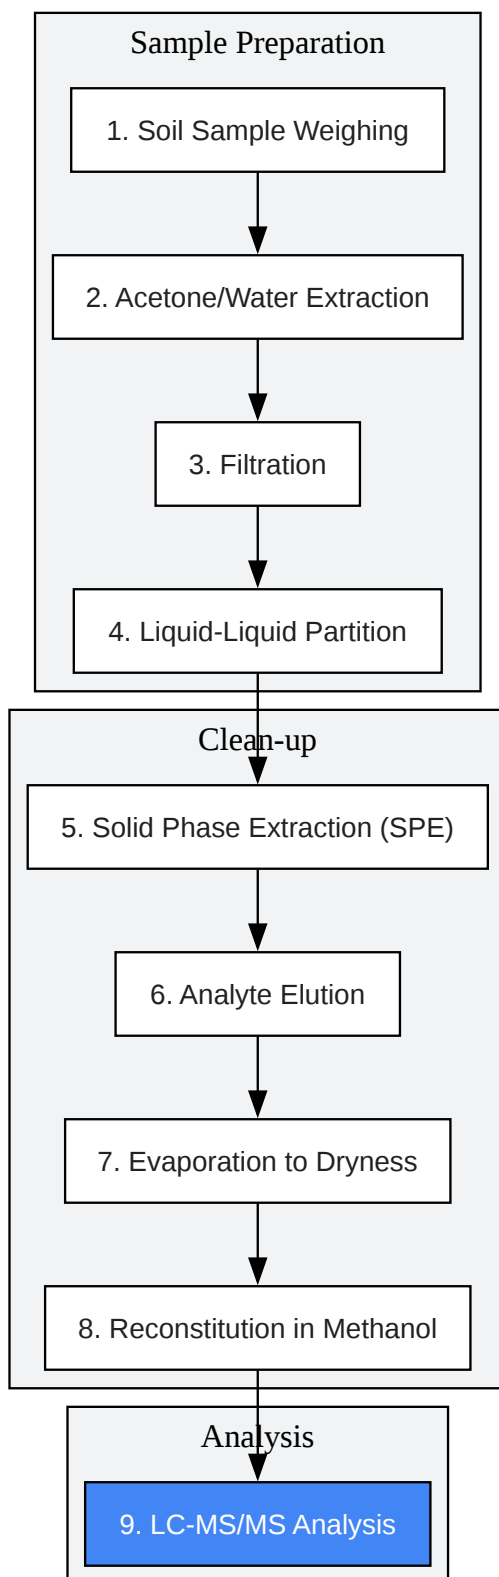 Sample Preparation
1. Soil Sample Weighing
2. Acetone/Water Extraction
3. Filtration
4. Liquid-Liquid Partition
Clean-up
5. Solid Phase Extraction (SPE)
6. Analyte Elution
7. Evaporation to Dryness
8. Reconstitution in Methanol
Analysis
9. LC-MS/MS Analysis